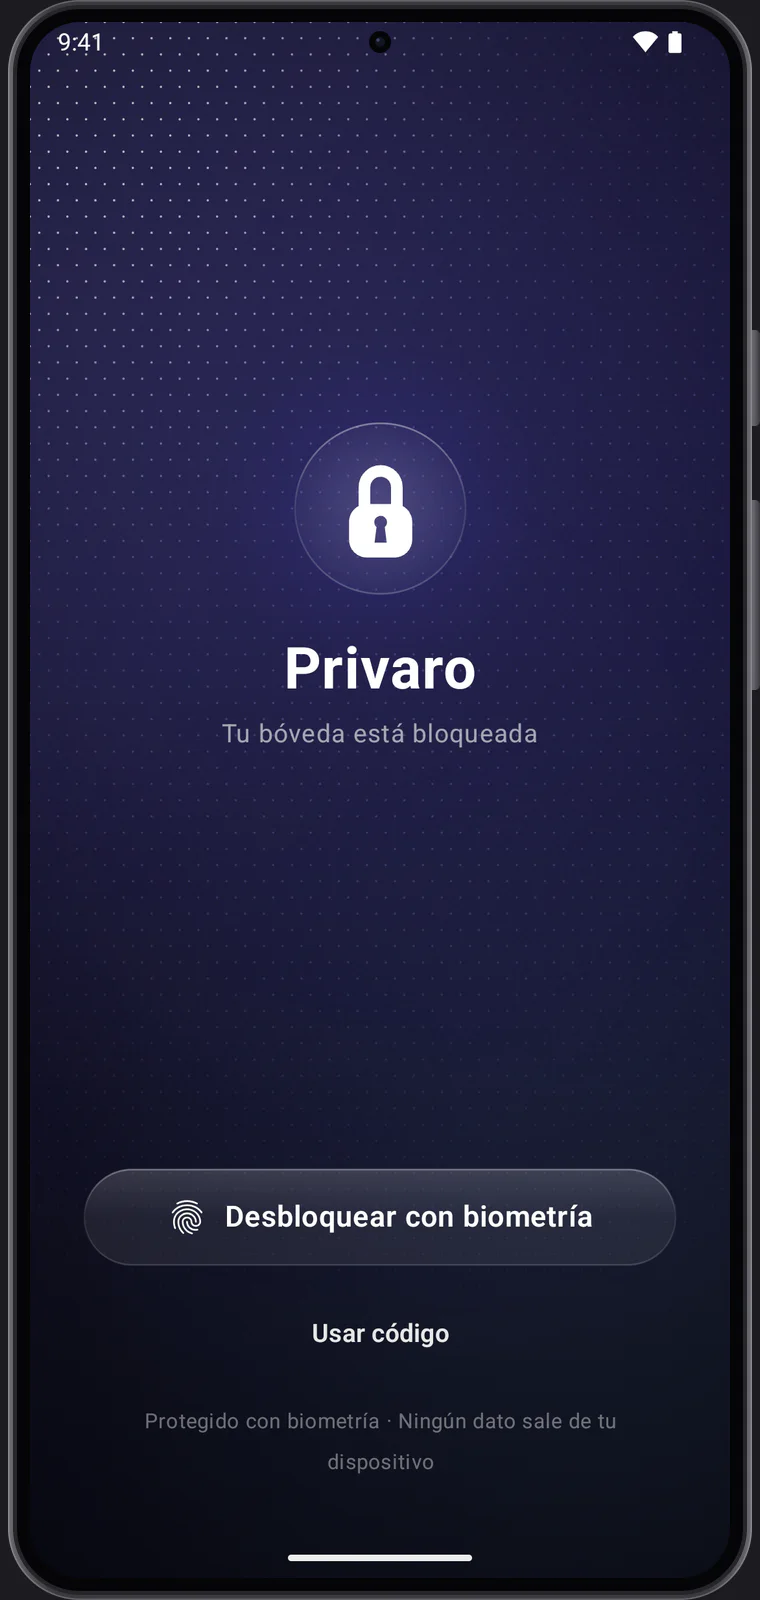 9:41
Privaro
Tu bóveda está bloqueada
Desbloquear con biometría
Usar código
Protegido con biometría · Ningún dato sale de tu
dispositivo